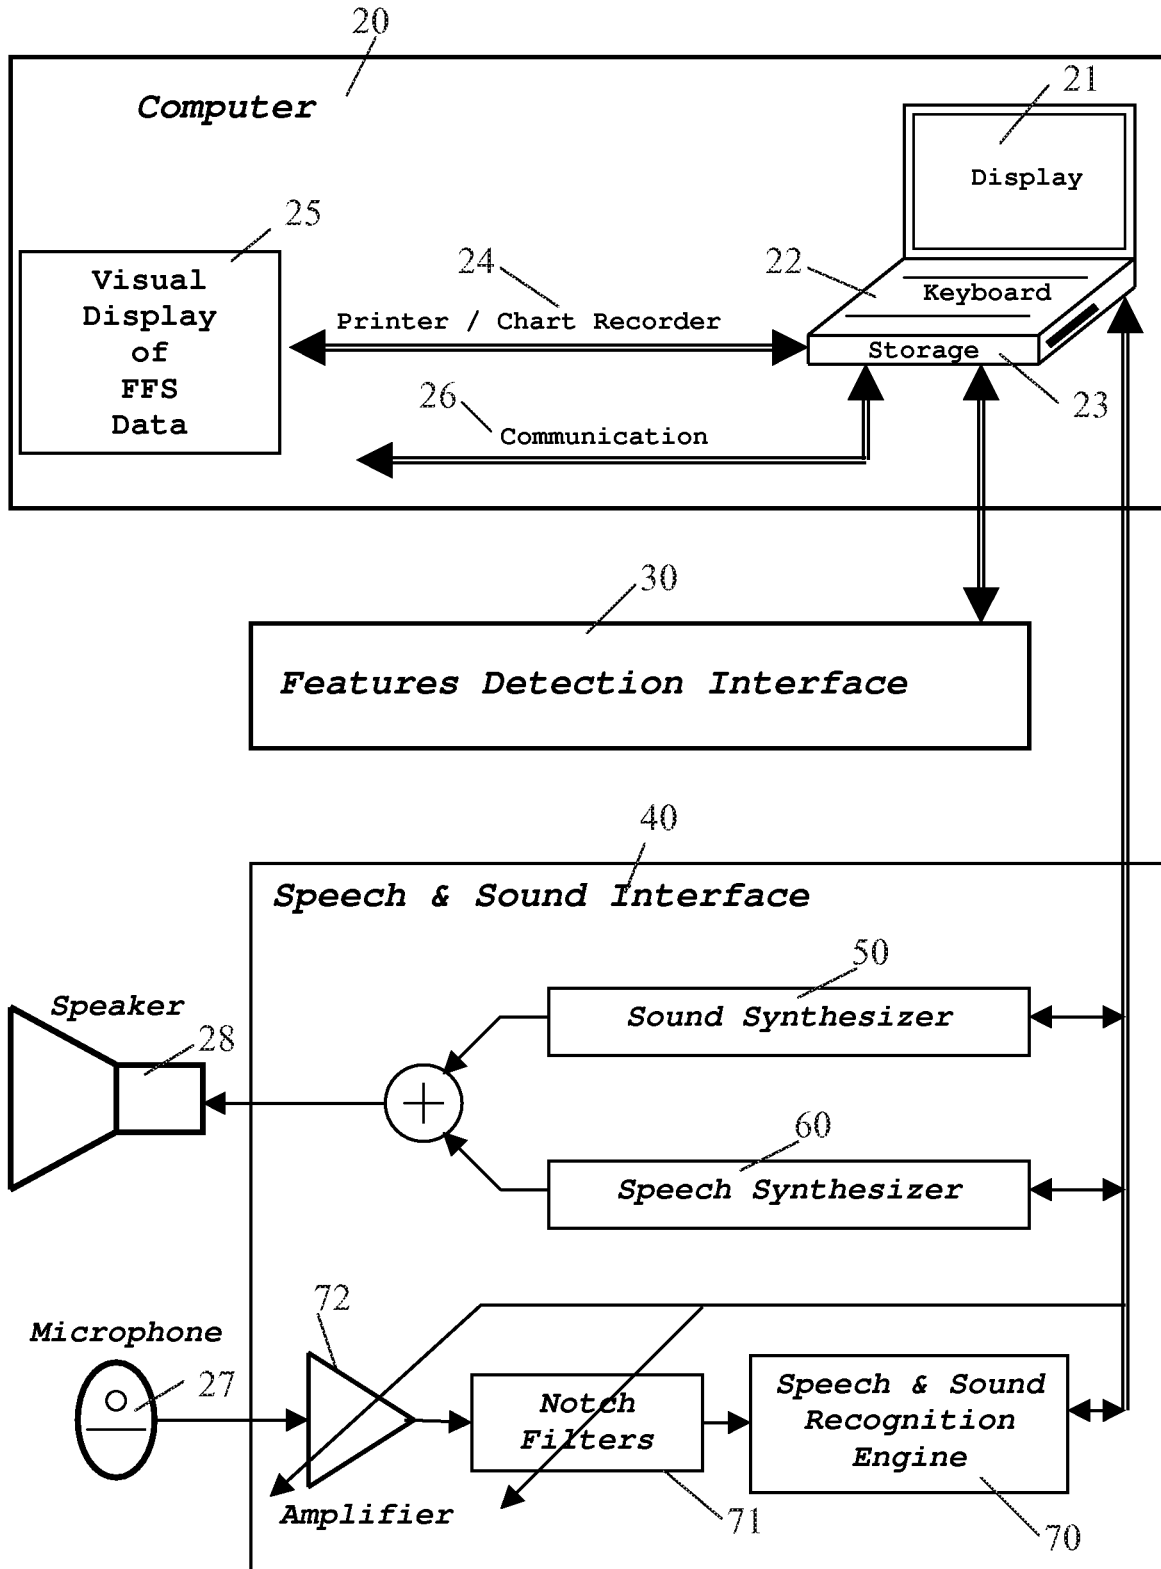 20
Computer
21
Display
25
Visual
Display
of
FFS
Data
24
Printer / Chart Recorder
22
Keyboard
Storage
23
26
Communication
30
Features Detection Interface
40
Speech & Sound Interface
50
Sound Synthesizer
Speaker
28
+
60
Speech Synthesizer
72
Microphone
27
Amplifier
Notch
Filters
71
Speech & Sound
Recognition
Engine
70